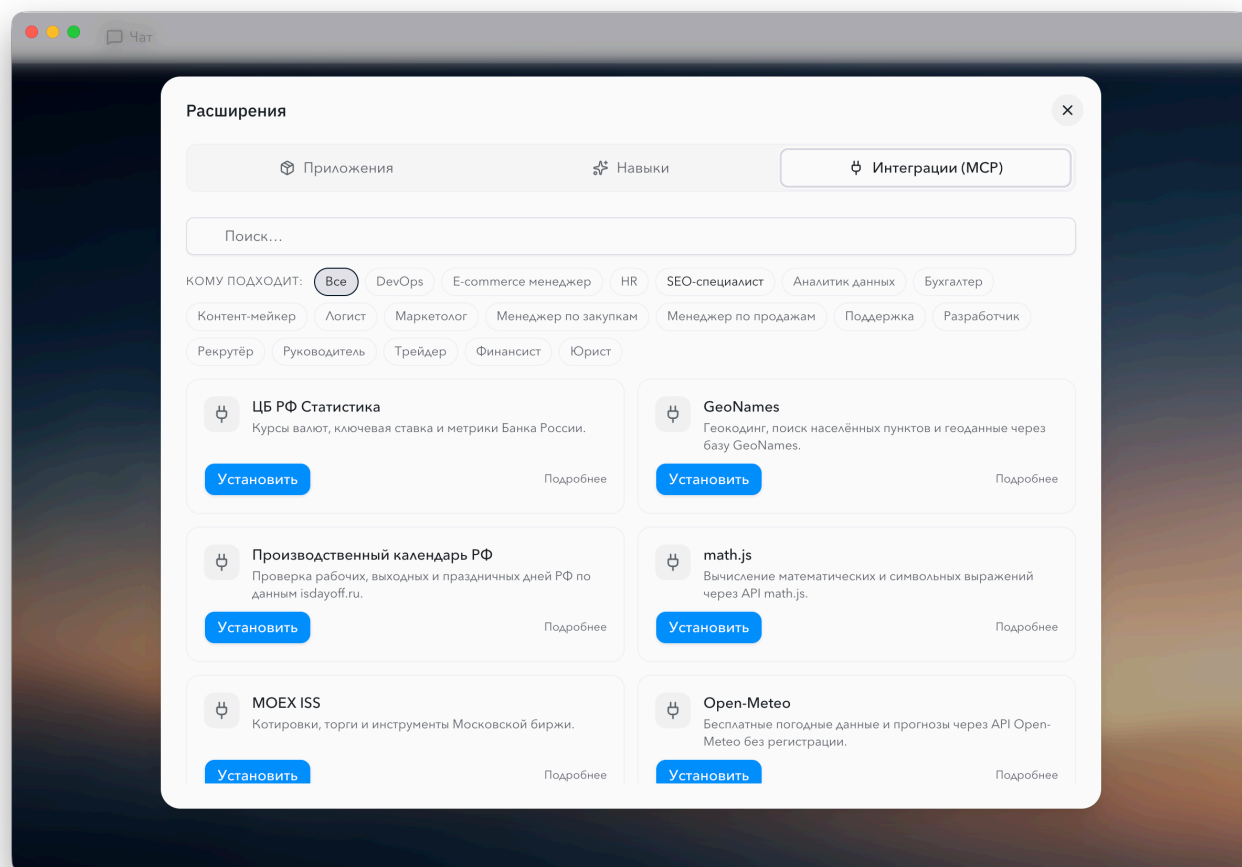 Чат
Расширения
Приложения
Навыки
Интеграции (MCP)
Поиск...
КОМУ ПОДХОДИТ: Все DevOps E-commerce менеджер HR SEO-специалист Аналитик данных Бухгалтер
Контент-мейкер Логист Маркетолог Менеджер по закупкам Менеджер по продажам Поддержка Разработчик
Рекрутёр Руководитель Трейдер Финансист Юрист
ЦБ РФ Статистика
Курсы валют, ключевая ставка и метрики Банка России.
Установить
Подробнее
GeoNames
Геокодинг, поиск населённых пунктов и геоданные через
базу GeoNames.
Установить
Подробнее
Производственный календарь РФ
Проверка рабочих, выходных и праздничных дней РФ по
данным isdayoff.ru.
Установить
Подробнее
math.js
Вычисление математических и символьных выражений
через API math.js.
Установить
Подробнее
MOEX ISS
Котировки, торги и инструменты Московской биржи.
Установить
Подробнее
Open-Meteo
Бесплатные погодные данные и прогнозы через API Open-
Meteo без регистрации.
Установить
Подробнее